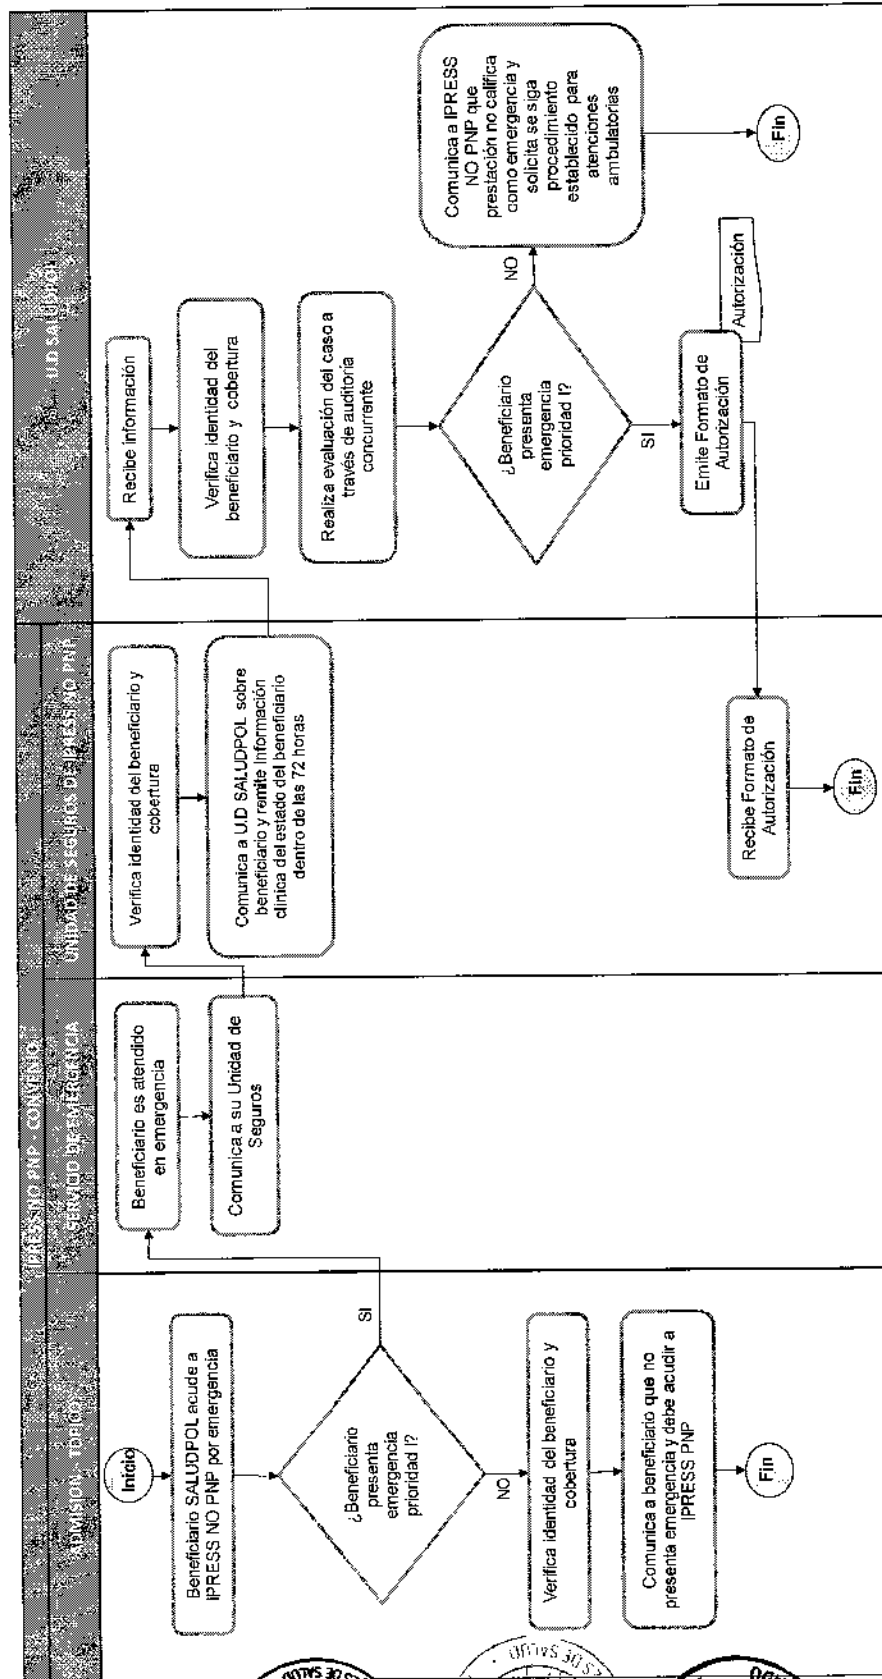 IPRESS NO PNP - CONVENIO
ADMISION - TOPICO
SERVICIO DE EMERGENCIA
UNIDAD DE SEGUROS DE IPRESS NO PNP
U.D SALUDPOL
Inicio
Beneficiario SALUDPOL acude a
IPRESS NO PNP por emergencia
¿Beneficiario
presenta
emergencia
prioridad I?
SI
NO
Verifica identidad del beneficiario y
cobertura
Comunica a beneficiario que no
presenta emergencia y debe acudir a
IPRESS PNP
Fin
Beneficiario es atendido
en emergencia
Comunica a su Unidad de
Seguros
Verifica identidad del beneficiario y
cobertura
Comunica a U.D SALUDPOL sobre
beneficiario y remite Información
clínica del estado del beneficiario
dentro de las 72 horas
Recibe información
Verifica identidad del
beneficiario y cobertura
Realiza evaluación del caso a
través de auditoría
concurrente
¿Beneficiario
presenta
emergencia
prioridad I?
NO
Comunica a IPRESS
NO PNP que
prestación no califica
como emergencia y
solicita se siga
procedimiento
establecido para
atenciones
ambulatorias
Fin
SI
Emite Formato de
Autorización
Autorización
Recibe Formato de
Autorización
Fin
S DE SALUD
S DE SALUD